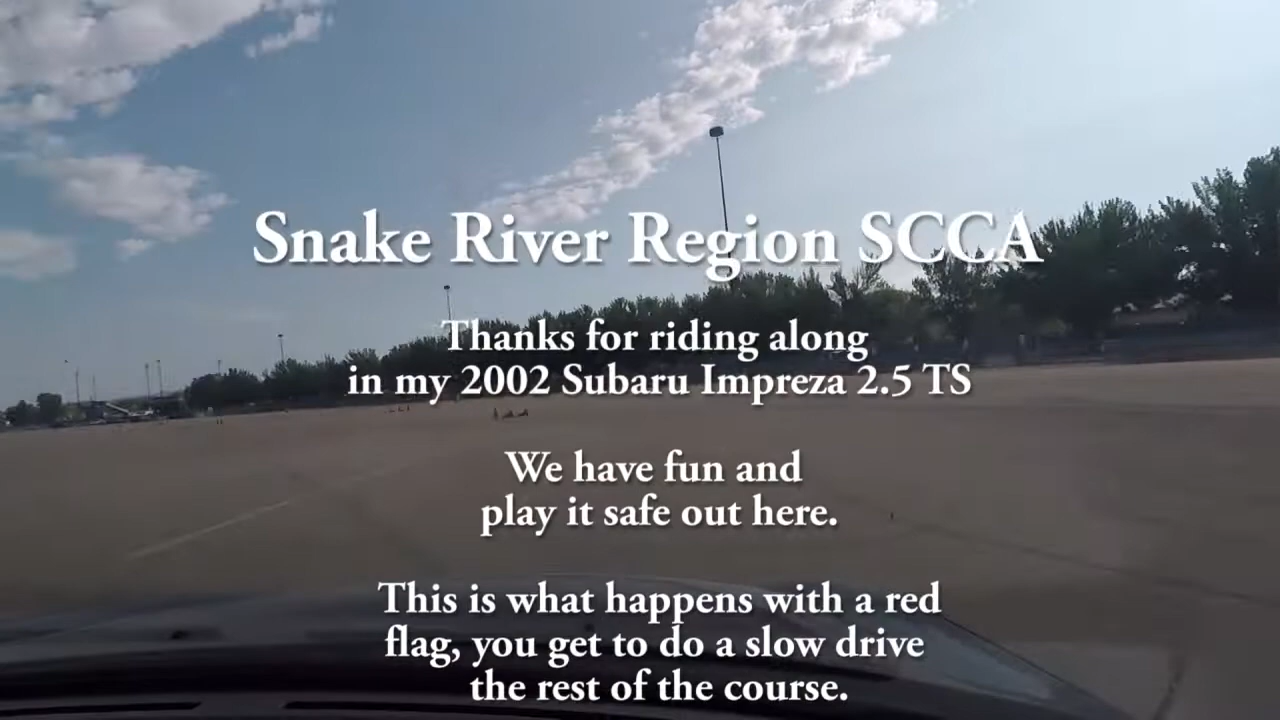 Snake River Region SCCA
Thanks for riding along
in my 2002 Subaru Impreza 2.5 TS
We have fun and
play it safe out here.
This is what happens with a red
flag, you get to do a slow drive
the rest of the course.